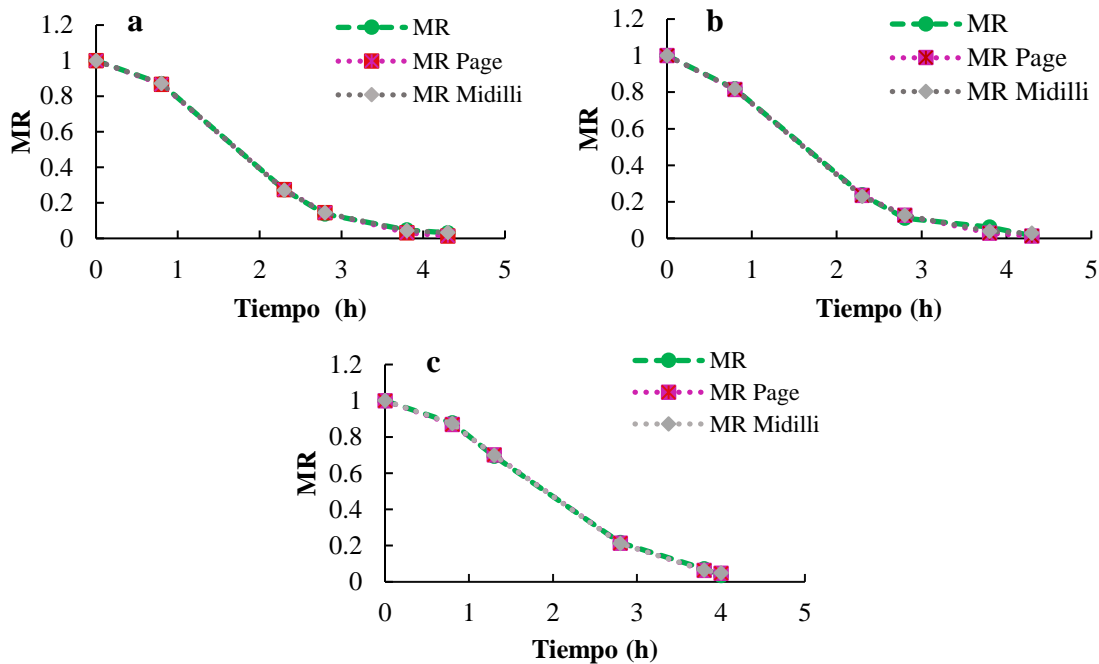 a
1.2
1
0.8
0.6
0.4
0.2
0
MR
0 1 2 3 4 5
Tiempo (h)
MR
MR Page
MR Midilli
b
1.2
1
0.8
0.6
0.4
0.2
0
MR
0 1 2 3 4 5
Tiempo (h)
MR
MR Page
MR Midilli
c
1.2
1
0.8
0.6
0.4
0.2
0
MR
0 1 2 3 4 5
Tiempo (h)
MR
MR Page
MR Midilli